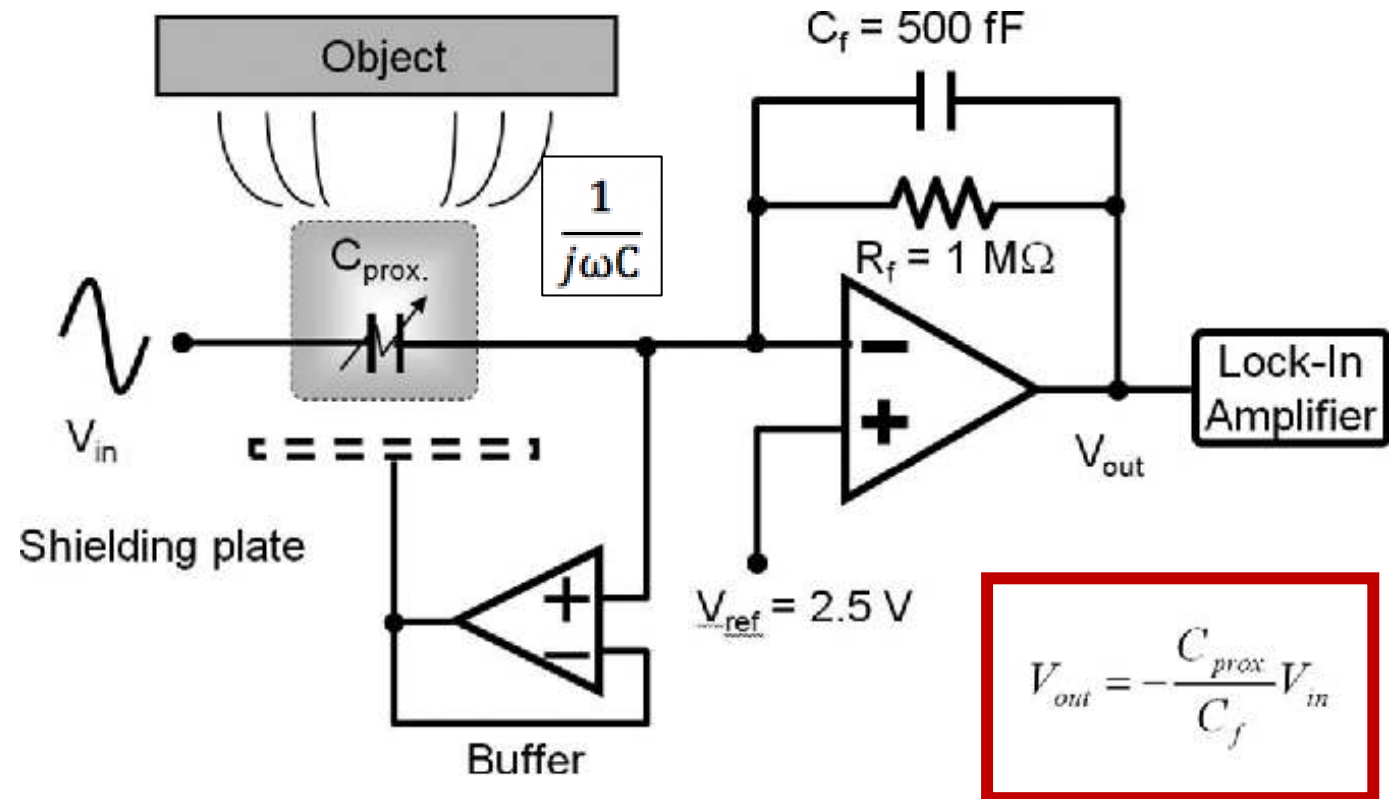 Object
C_f = 500 fF
1
jωC
C_prox.
R_f = 1 MΩ
V_in
Lock-In
Amplifier
V_out
Shielding plate
V_ref = 2.5 V
V_out = - C_prox / C_f V_in
Buffer